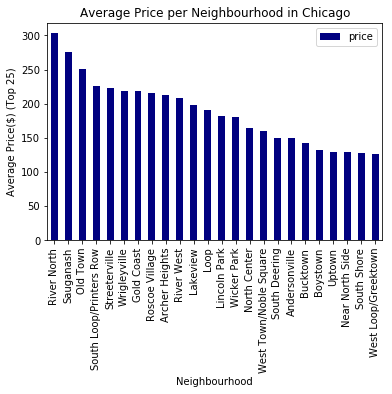 Average Price per Neighbourhood in Chicago
price
Average Price($) (Top 25)
300
250
200
150
100
50
0
River North
Sauganash
Old Town
South Loop/Printers Row
Streeterville
Wrigleyville
Gold Coast
Roscoe Village
Archer Heights
River West
Lakeview
Loop
Lincoln Park
Wicker Park
North Center
West Town/Noble Square
South Deering
Andersonville
Bucktown
Boystown
Uptown
Near North Side
South Shore
West Loop/Greektown
Neighbourhood